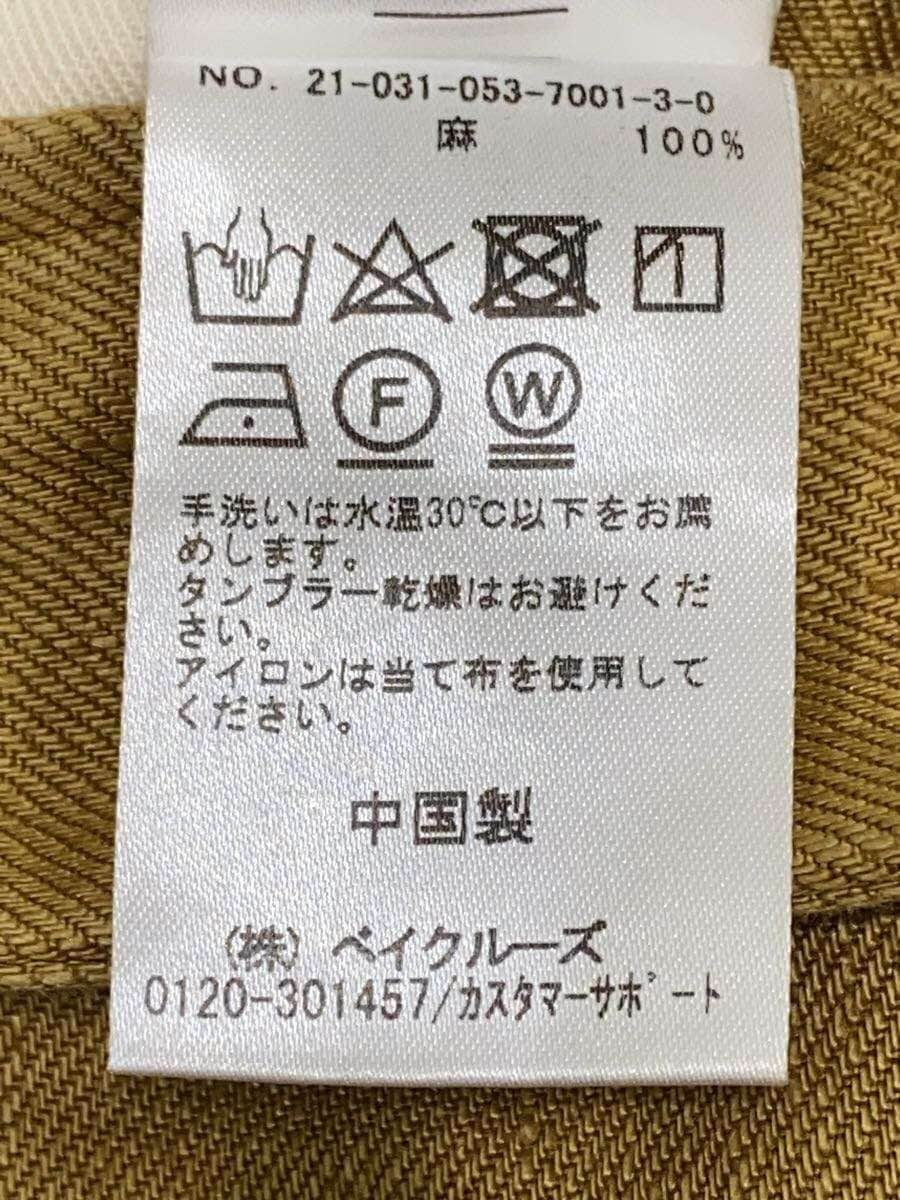 NO. 21-031-053-7001-3-0
麻 100%
F
W
手洗いは水温30℃以下をお薦
めします。
タンブラー乾燥はお避けくだ
さい。
アイロンは当て布を使用して
ください。
中国製
(株) ベイクルーズ
0120-301457/カスタマーサポート